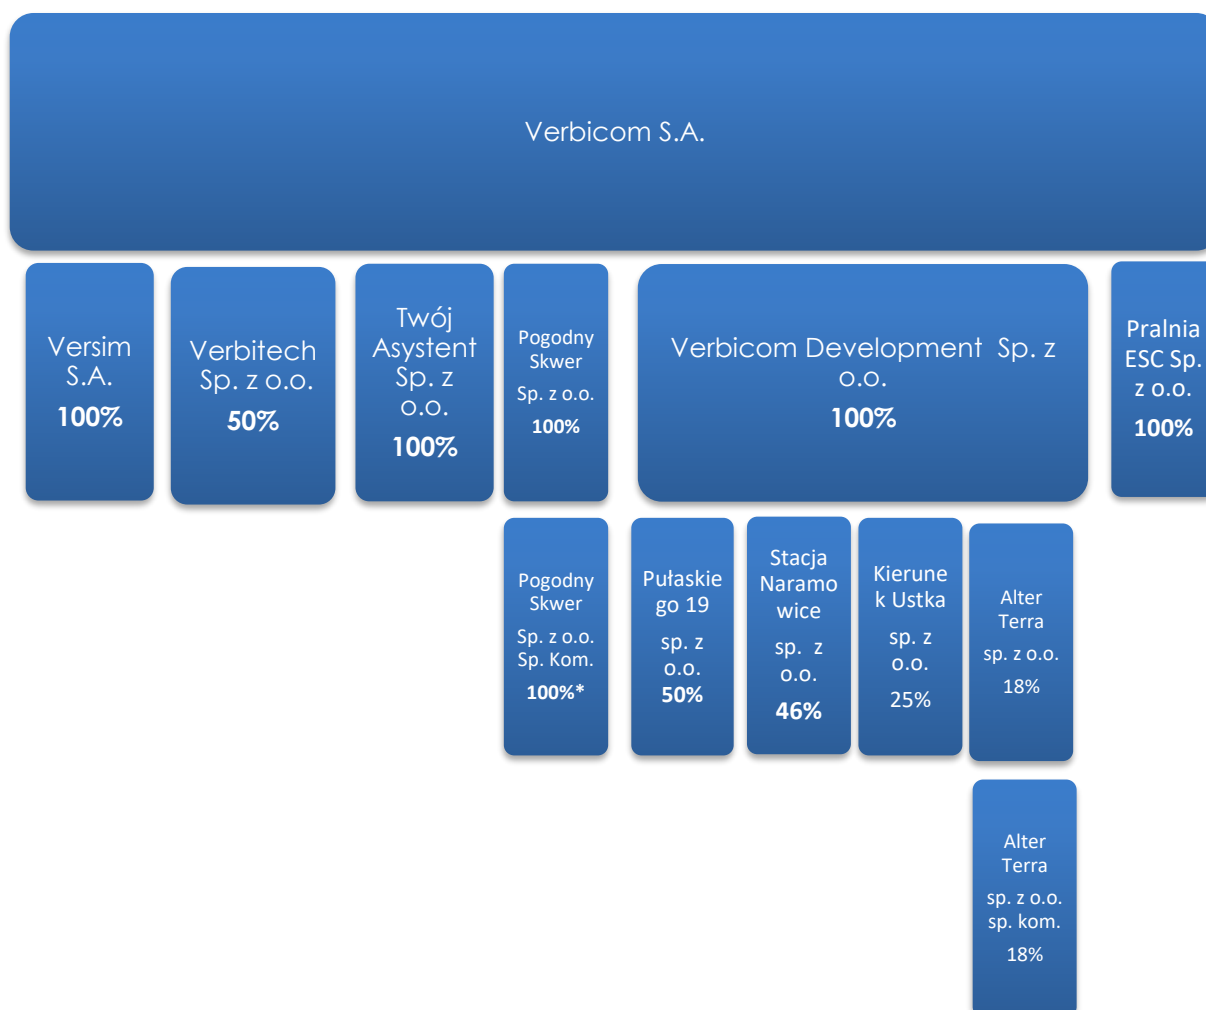 Verbicom S.A.
Versim
S.A.
100%
Verbitech
Sp. z o.o.
50%
Twój
Asystent
Sp. z
o.o.
100%
Pogodny
Skwer
Sp. z o.o.
100%
Verbicom Development Sp. z
o.o.
100%
Pralnia
ESC Sp.
z o.o.
100%
Pogodny
Skwer
Sp. z o.o.
Sp. Kom.
100%*
Pułaskie
go 19
sp. z
o.o.
50%
Stacja
Naramo
wice
sp. z
o.o.
46%
Kierune
k Ustka
sp. z
o.o.
25%
Alter
Terra
sp. z o.o.
18%
Alter
Terra
sp. z o.o.
sp. kom.
18%